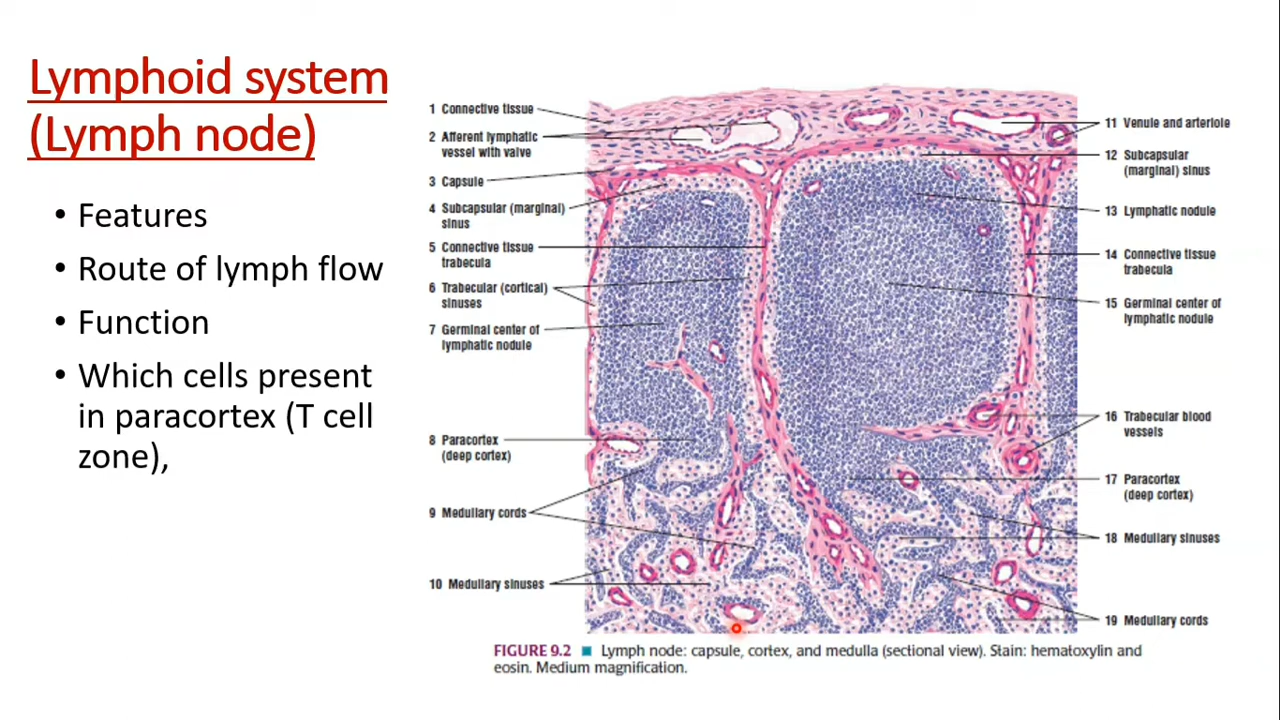 Lymphoid system
(Lymph node)
• Features
• Route of lymph flow
• Function
• Which cells present
in paracortex (T cell
zone),
1 Connective tissue
2 Afferent lymphatic
vessel with valve
3 Capsule
4 Subcapsular (marginal)
sinus
5 Connective tissue
trabecula
6 Trabecular (cortical)
sinuses
7 Germinal center of
lymphatic nodule
8 Paracortex
(deep cortex)
9 Medullary cords
10 Medullary sinuses
11 Venule and arteriole
12 Subcapsular
(marginal) sinus
13 Lymphatic nodule
14 Connective tissue
trabecula
15 Germinal center of
lymphatic nodule
16 Trabecular blood
vessels
17 Paracortex
(deep cortex)
18 Medullary sinuses
19 Medullary cords
FIGURE 9.2 ■ Lymph node: capsule, cortex, and medulla (sectional view). Stain: hematoxylin and
eosin. Medium magnification.